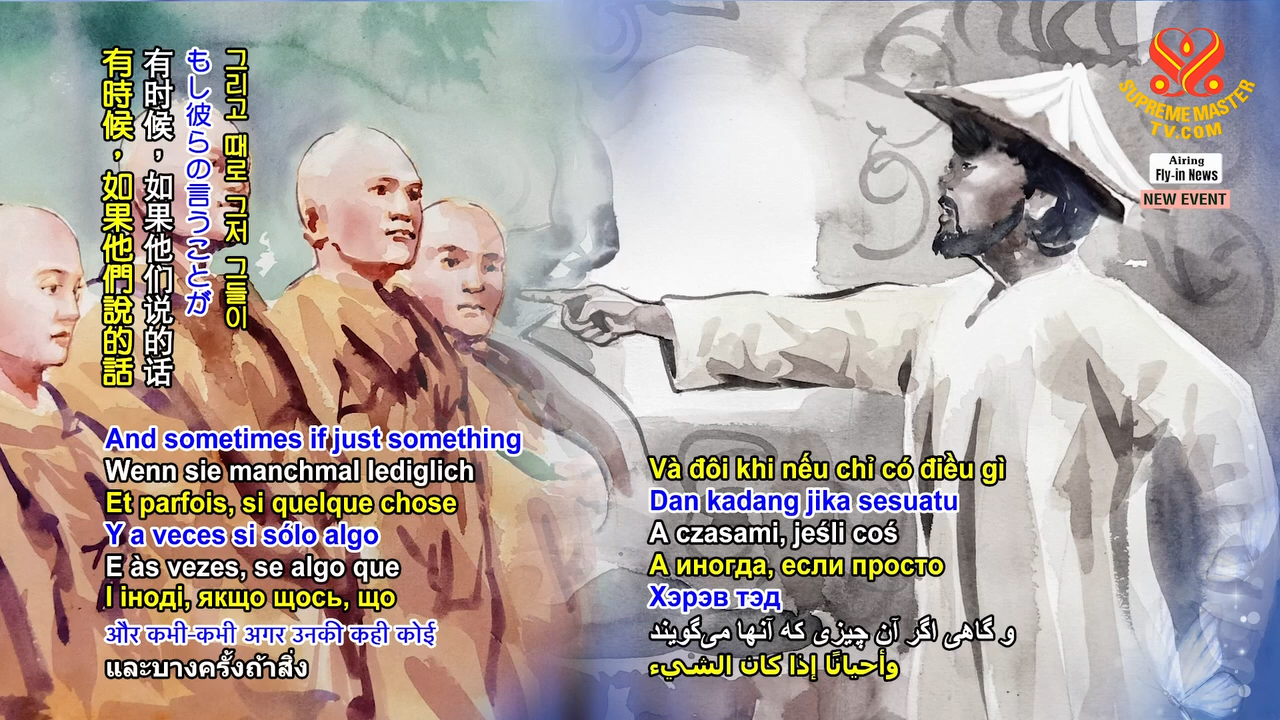 有時候，如果他們說的話
有时候，如果他们说的话
もし彼らの言うことが
그리고 때로 그저 그들이
SUPREME MASTER
TV.COM
Airing
Fly-in News
NEW EVENT
And sometimes if just something
Wenn sie manchmal lediglich
Et parfois, si quelque chose
Y a veces si sólo algo
E às vezes, se algo que
І іноді, якщо щось, що
और कभी-कभी अगर उनकी कही कोई
และบางครั้งถ้าสิ่ง
Và đôi khi nếu chỉ có điều gì
Dan kadang jika sesuatu
A czasami, jeśli coś
А иногда, если просто
Хэрэв тэд
و گاهی اگر آن چیزی که آنها می‌گویند
وأحيانًا إذا كان الشيء